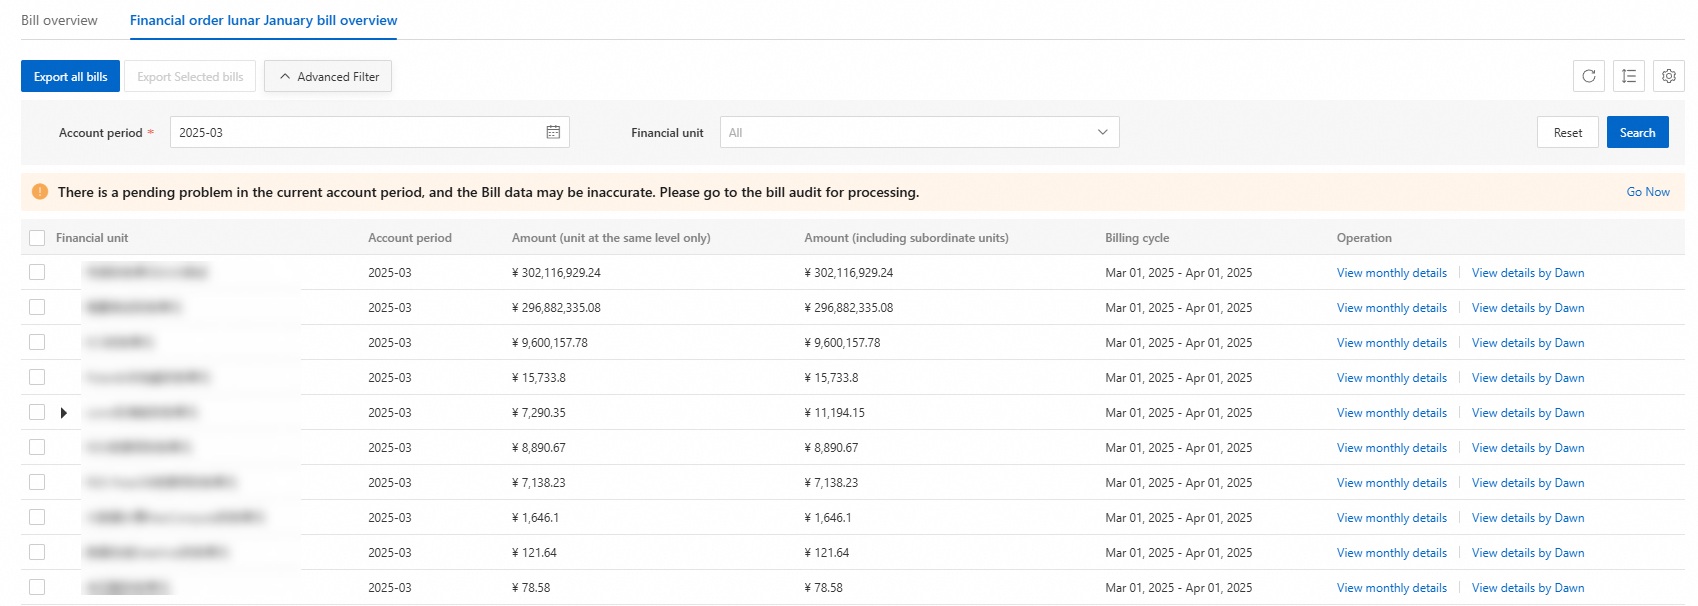 Bill overview Financial order lunar January bill overview
Export all bills Export Selected bills Advanced Filter
Account period * 2025-03 Financial unit All Reset Search
There is a pending problem in the current account period, and the Bill data may be inaccurate. Please go to the bill audit for processing. Go Now
Financial unit Account period Amount (unit at the same level only) Amount (including subordinate units) Billing cycle Operation
2025-03 ¥ 302,116,929.24 ¥ 302,116,929.24 Mar 01, 2025 - Apr 01, 2025 View monthly details View details by Dawn
2025-03 ¥ 296,882,335.08 ¥ 296,882,335.08 Mar 01, 2025 - Apr 01, 2025 View monthly details View details by Dawn
2025-03 ¥ 9,600,157.78 ¥ 9,600,157.78 Mar 01, 2025 - Apr 01, 2025 View monthly details View details by Dawn
2025-03 ¥ 15,733.8 ¥ 15,733.8 Mar 01, 2025 - Apr 01, 2025 View monthly details View details by Dawn
2025-03 ¥ 7,290.35 ¥ 11,194.15 Mar 01, 2025 - Apr 01, 2025 View monthly details View details by Dawn
2025-03 ¥ 8,890.67 ¥ 8,890.67 Mar 01, 2025 - Apr 01, 2025 View monthly details View details by Dawn
2025-03 ¥ 7,138.23 ¥ 7,138.23 Mar 01, 2025 - Apr 01, 2025 View monthly details View details by Dawn
2025-03 ¥ 1,646.1 ¥ 1,646.1 Mar 01, 2025 - Apr 01, 2025 View monthly details View details by Dawn
2025-03 ¥ 121.64 ¥ 121.64 Mar 01, 2025 - Apr 01, 2025 View monthly details View details by Dawn
2025-03 ¥ 78.58 ¥ 78.58 Mar 01, 2025 - Apr 01, 2025 View monthly details View details by Dawn